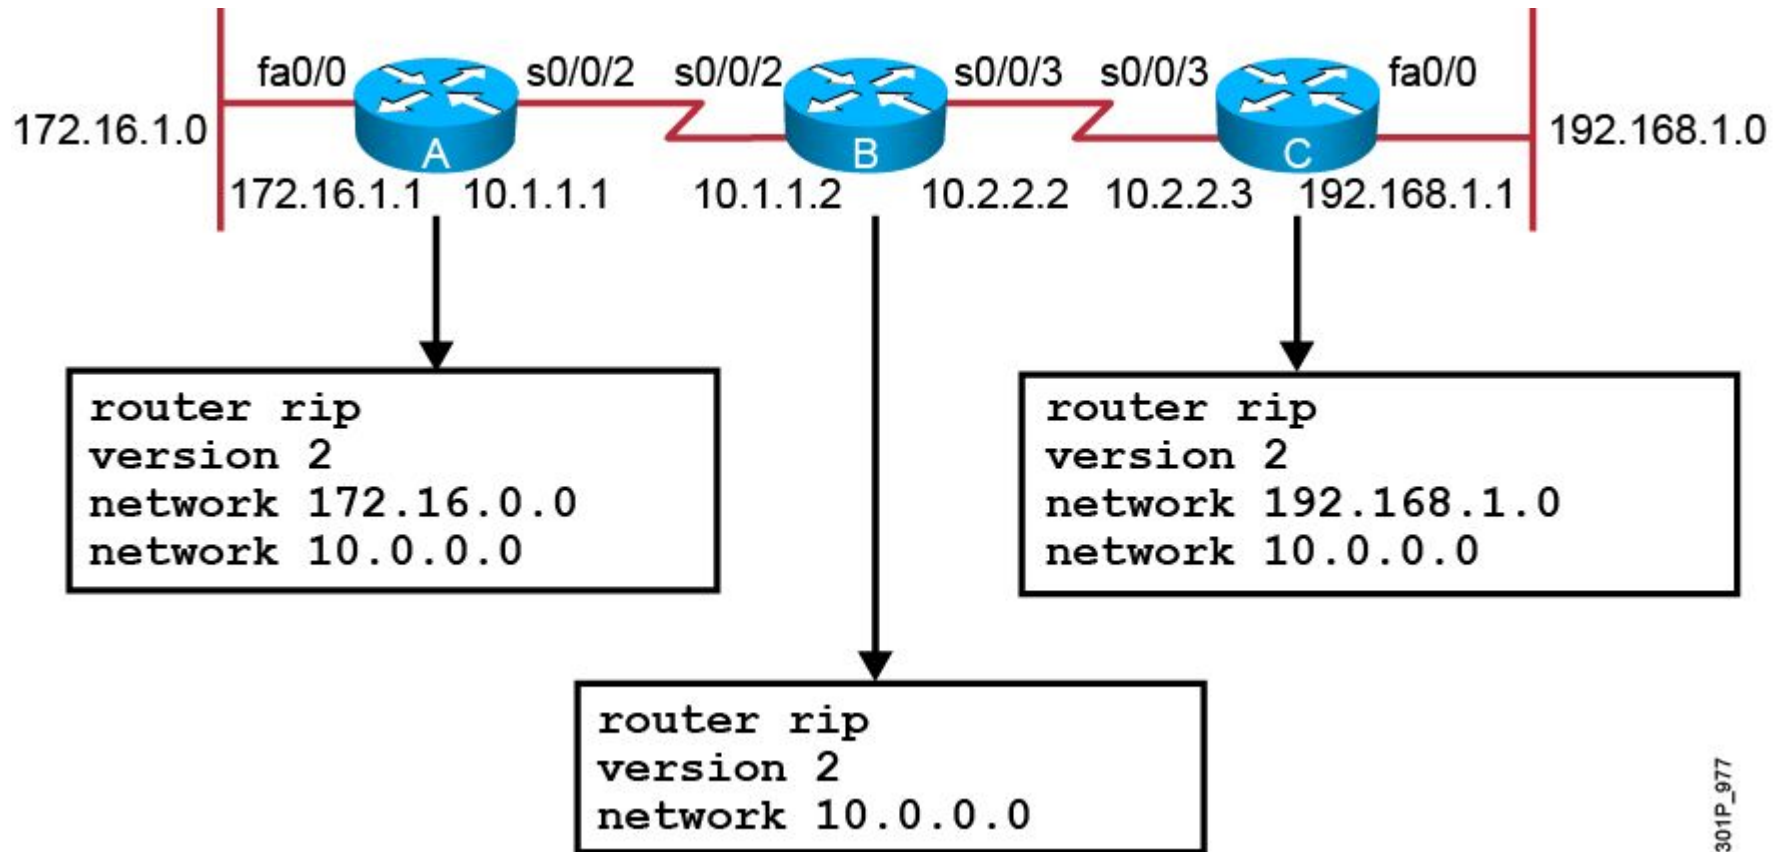 fa0/0 s0/0/2 s0/0/2 s0/0/3 s0/0/3 fa0/0
172.16.1.0 A B C 192.168.1.0
172.16.1.1 10.1.1.1 10.1.1.2 10.2.2.2 10.2.2.3 192.168.1.1
router rip
version 2
network 172.16.0.0
network 10.0.0.0
router rip
version 2
network 192.168.1.0
network 10.0.0.0
router rip
version 2
network 10.0.0.0
301P_977